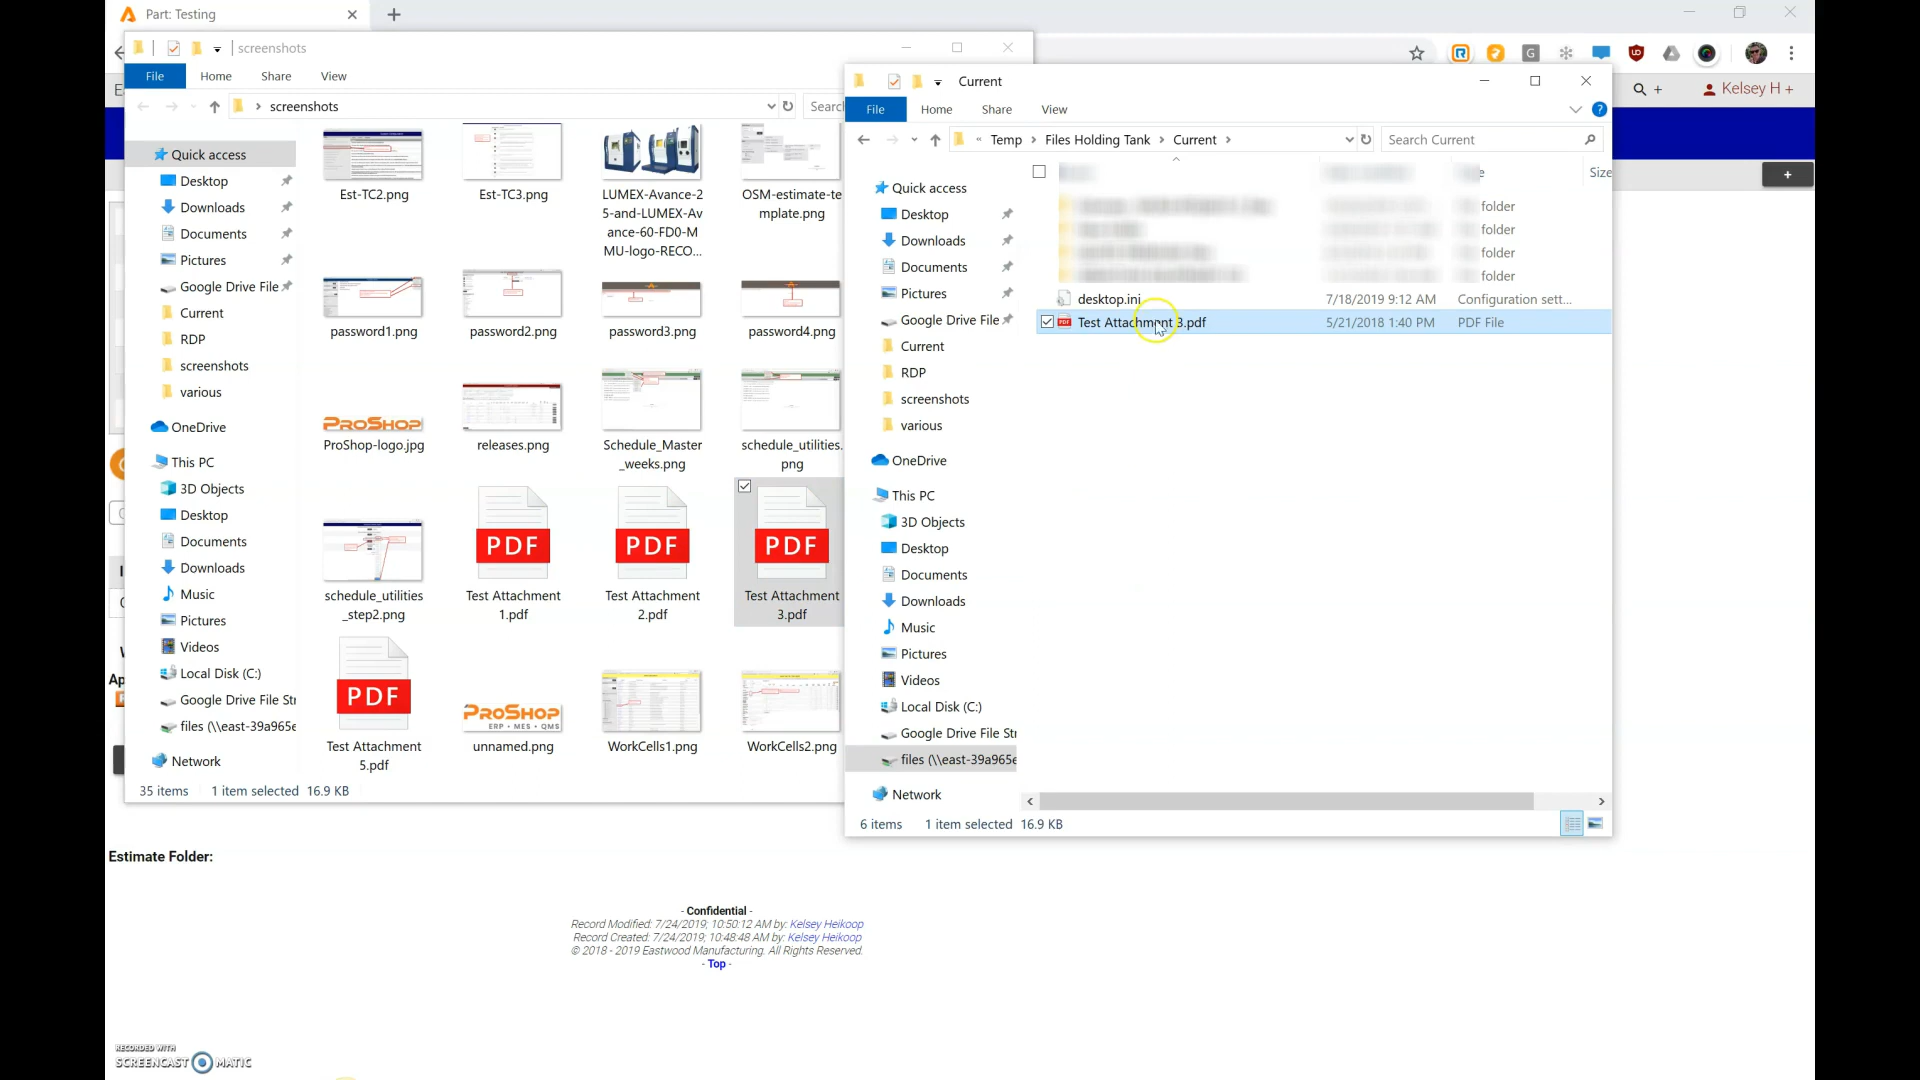 Part: Testing
screenshots
File Home Share View
screenshots
Searc
Quick access
Desktop
Downloads
Documents
Pictures
Google Drive File
Current
RDP
screenshots
various
OneDrive
This PC
3D Objects
Desktop
Documents
Downloads
Music
Pictures
Videos
Local Disk (C:)
Google Drive File Str
files (\\east-39a965e
Network
Est-TC2.png
Est-TC3.png
LUMEX-Avance-2
5-and-LUMEX-Av
ance-60-FD0-M
MU-logo-RECO...
OSM-estimate-te
mplate.png
password1.png
password2.png
password3.png
password4.png
PROSHOP
ProShop-logo.jpg
releases.png
Schedule_Master
_weeks.png
schedule_utilities.
png
schedule_utilities
_step2.png
PDF
Test Attachment
1.pdf
PDF
Test Attachment
2.pdf
PDF
Test Attachment
3.pdf
PDF
Test Attachment
5.pdf
PROSHOP
ERP • MES • QMS
unnamed.png
WorkCells1.png
WorkCells2.png
35 items 1 item selected 16.9 KB
Current
File Home Share View
« Temp › Files Holding Tank › Current ›
Search Current
Quick access
Desktop
Downloads
Documents
Pictures
Google Drive File
Current
RDP
screenshots
various
OneDrive
This PC
3D Objects
Desktop
Documents
Downloads
Music
Pictures
Videos
Local Disk (C:)
Google Drive File Str
files (\\east-39a965e
Network
Size
folder
folder
folder
folder
desktop.ini 7/18/2019 9:12 AM Configuration sett...
Test Attachment 3.pdf 5/21/2018 1:40 PM PDF File
6 items 1 item selected 16.9 KB
Kelsey H +
Ap
Estimate Folder:
- Confidential -
Record Modified: 7/24/2019; 10:50:12 AM by: Kelsey Heikoop
Record Created: 7/24/2019; 10:48:48 AM by: Kelsey Heikoop
© 2018 - 2019 Eastwood Manufacturing. All Rights Reserved.
- Top -
RECORDED WITH
SCREENCAST MATIC